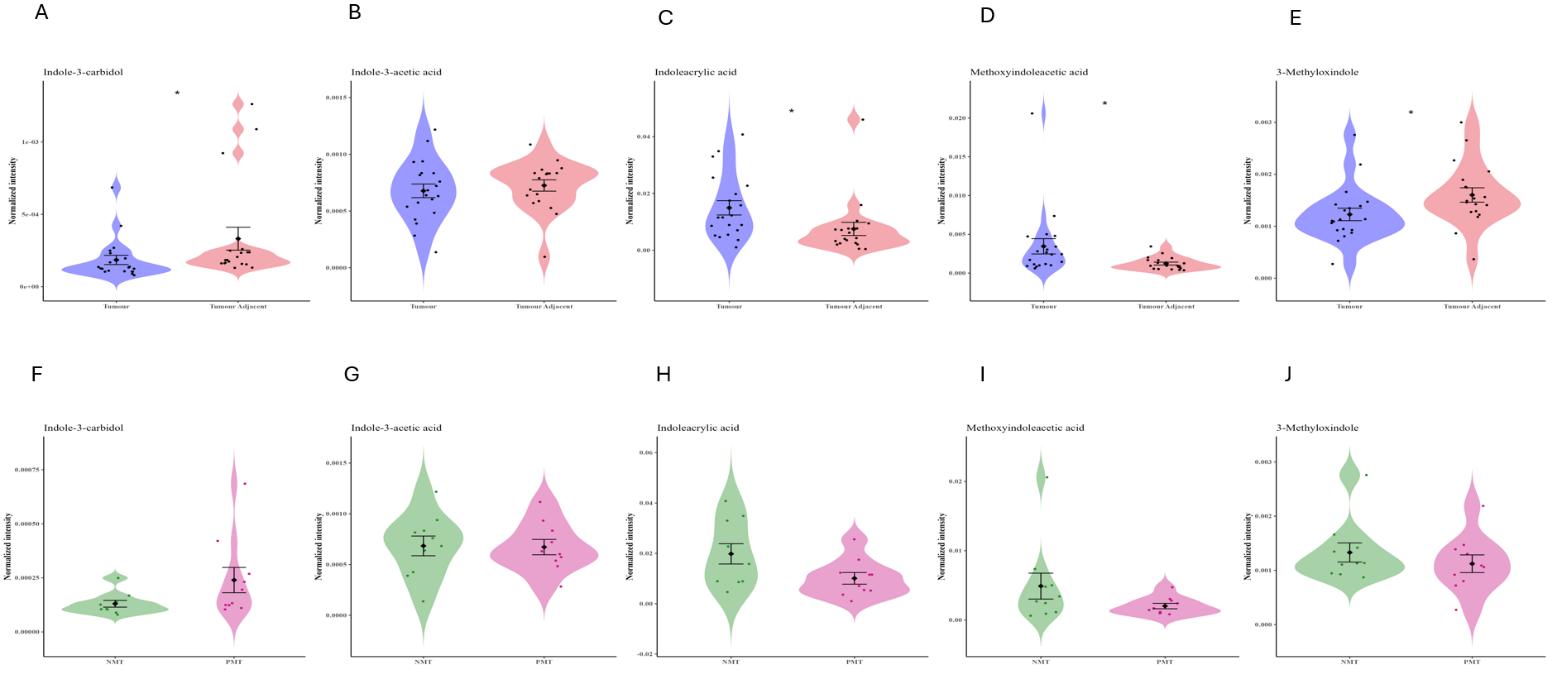 A
B
C
D
E
Indole-3-carbidol
Indole-3-acetic acid
Indoleacrylic acid
Methoxyindoleacetic acid
3-Methyloxindole
Normalized intensity
1e-03
5e-04
0e+00
*
Tumour
Tumour Adjacent
Normalized intensity
0.0015
0.0010
0.0005
0.0000
Tumour
Tumour Adjacent
Normalized intensity
0.04
0.02
0.00
*
Tumour
Tumour Adjacent
Normalized intensity
0.020
0.015
0.010
0.005
0.000
*
Tumour
Tumour Adjacent
Normalized intensity
0.003
0.002
0.001
0.000
*
Tumour
Tumour Adjacent
F
G
H
I
J
Indole-3-carbidol
Indole-3-acetic acid
Indoleacrylic acid
Methoxyindoleacetic acid
3-Methyloxindole
Normalized intensity
0.00075
0.00050
0.00025
0.00000
NMT
PMT
Normalized intensity
0.0015
0.0010
0.0005
0.0000
NMT
PMT
Normalized intensity
0.06
0.04
0.02
0.00
-0.02
NMT
PMT
Normalized intensity
0.02
0.01
0.00
NMT
PMT
Normalized intensity
0.003
0.002
0.001
0.000
NMT
PMT